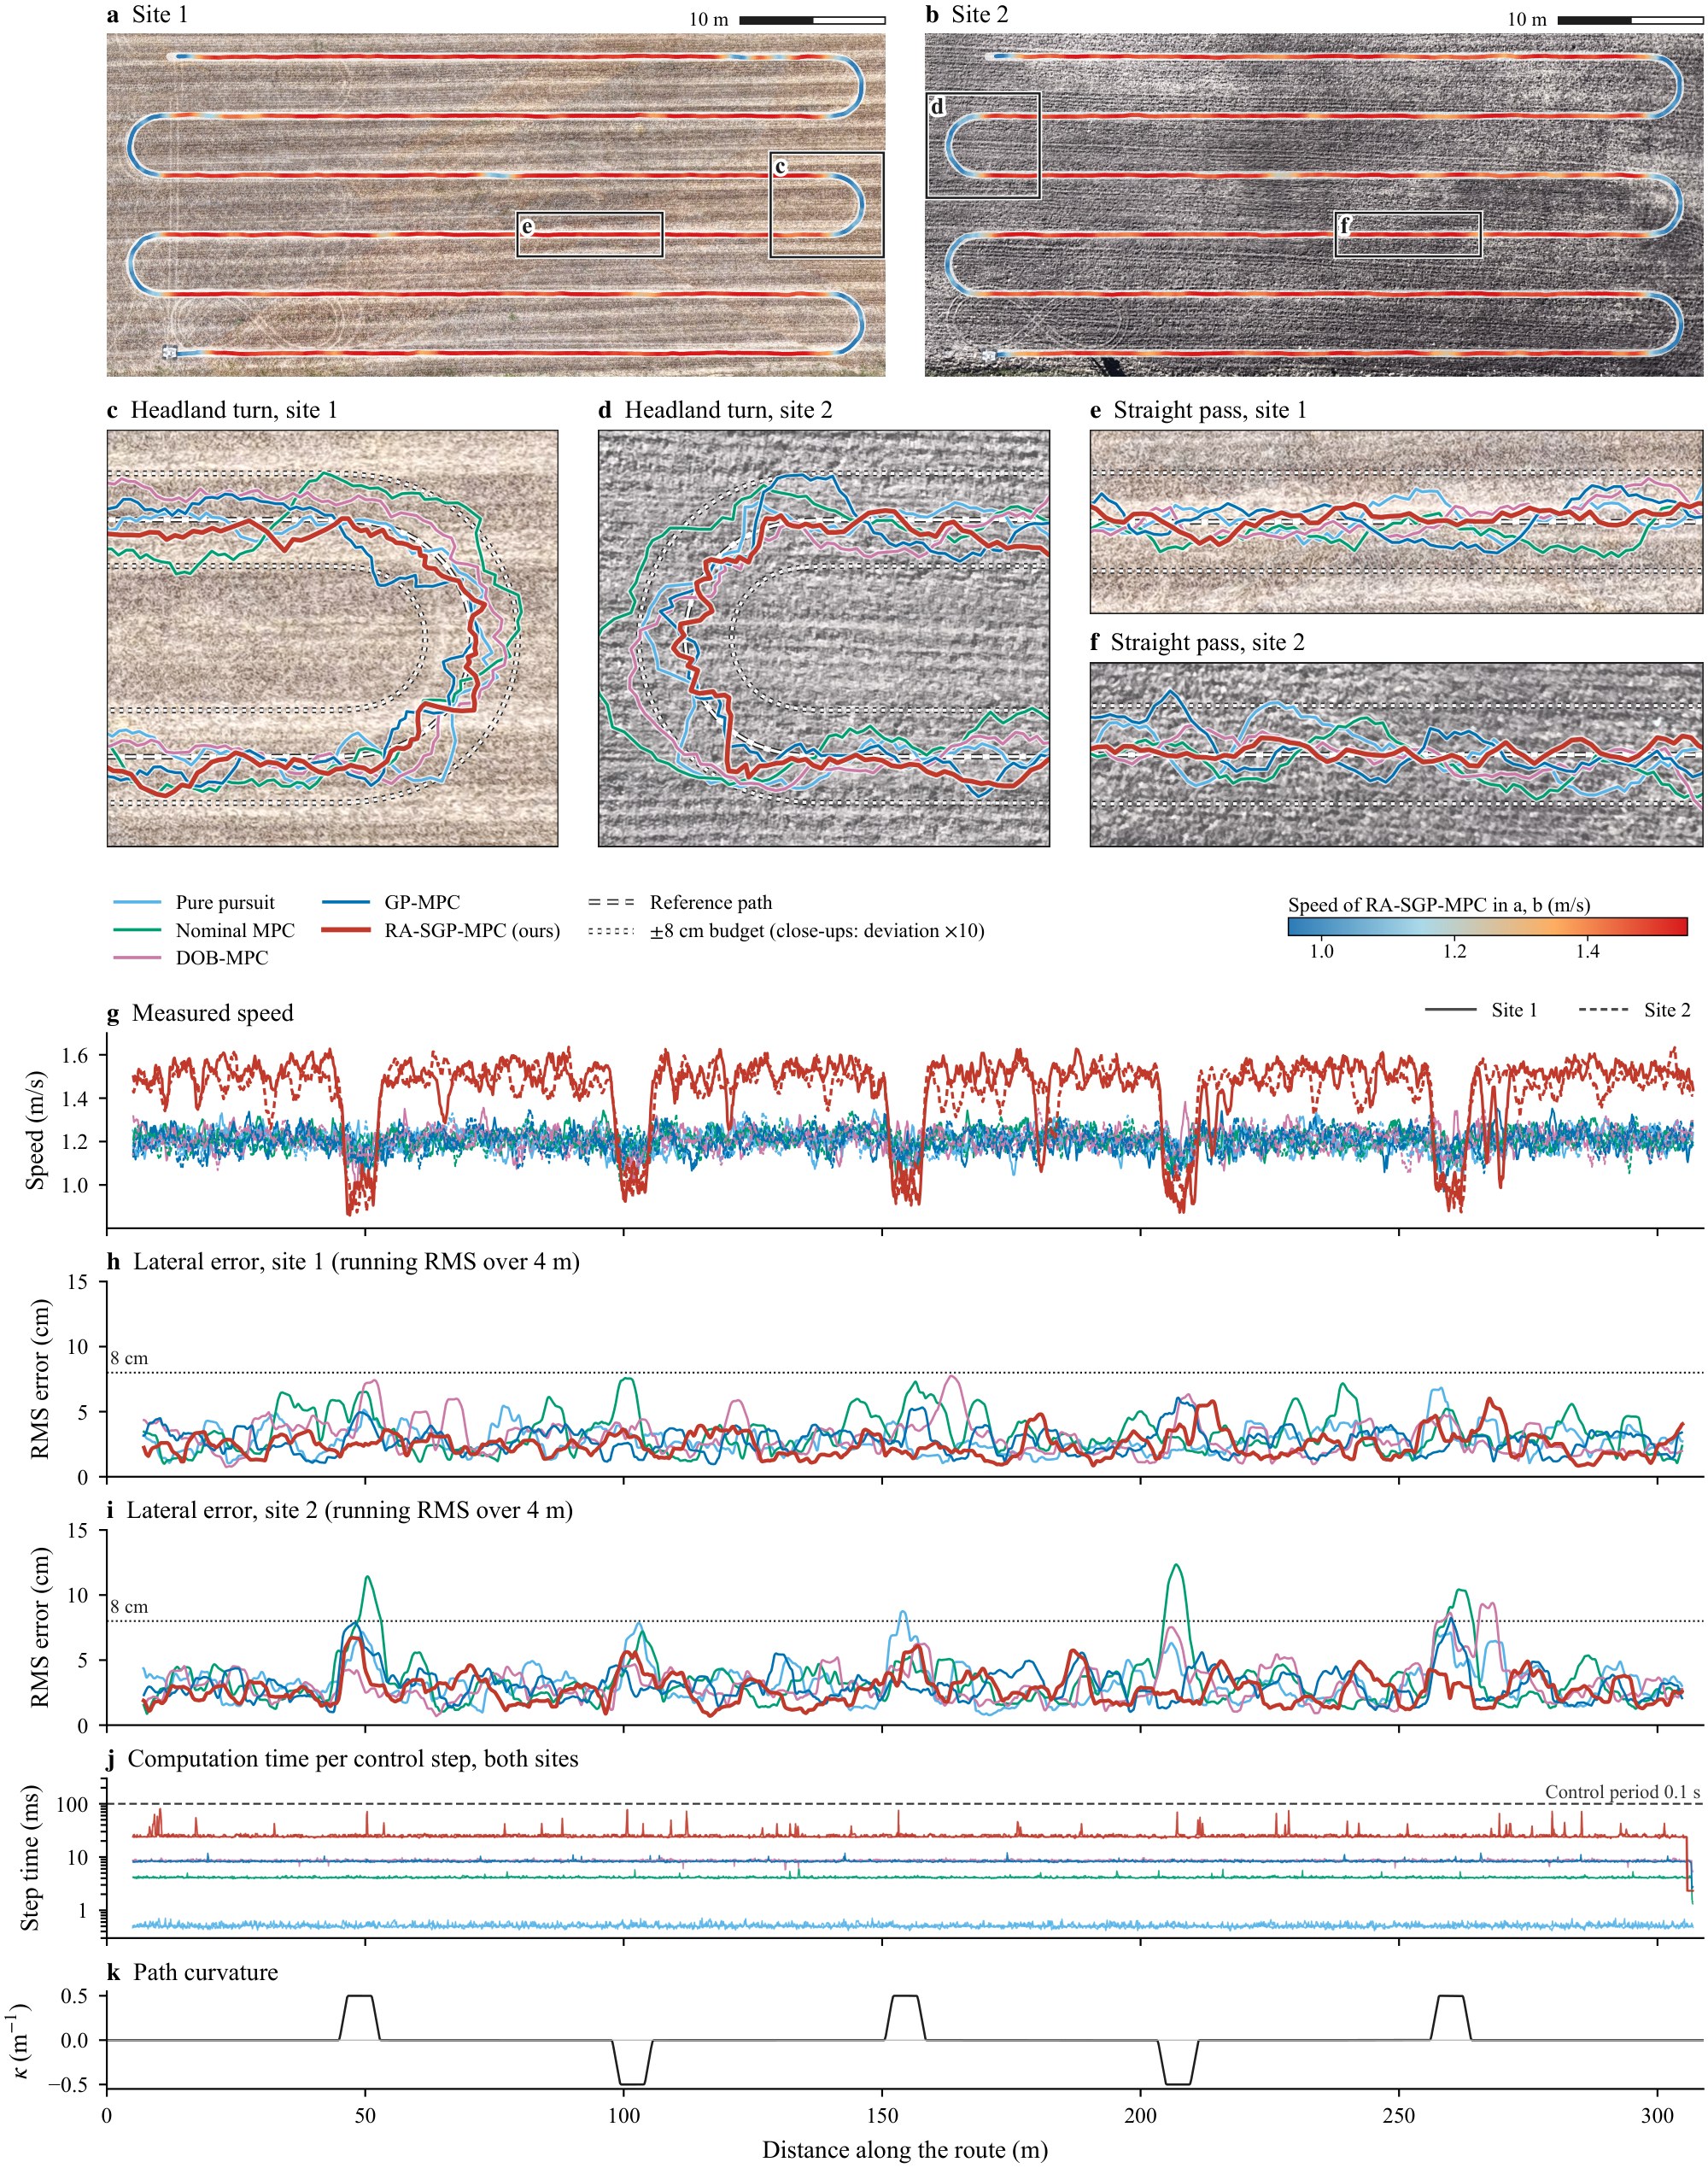 a Site 1
10 m
b Site 2
10 m
c
e
d
f
c Headland turn, site 1
d Headland turn, site 2
e Straight pass, site 1
f Straight pass, site 2
Pure pursuit
Nominal MPC
DOB-MPC
GP-MPC
RA-SGP-MPC (ours)
Reference path
±8 cm budget (close-ups: deviation ×10)
Speed of RA-SGP-MPC in a, b (m/s)
1.0 1.2 1.4
g Measured speed
Site 1 Site 2
Speed (m/s)
1.6
1.4
1.2
1.0
h Lateral error, site 1 (running RMS over 4 m)
RMS error (cm)
15
10
8 cm
5
0
i Lateral error, site 2 (running RMS over 4 m)
RMS error (cm)
15
10
8 cm
5
0
j Computation time per control step, both sites
Step time (ms)
Control period 0.1 s
100
10
1
k Path curvature
κ (m⁻¹)
0.5
0.0
−0.5
0 50 100 150 200 250 300
Distance along the route (m)